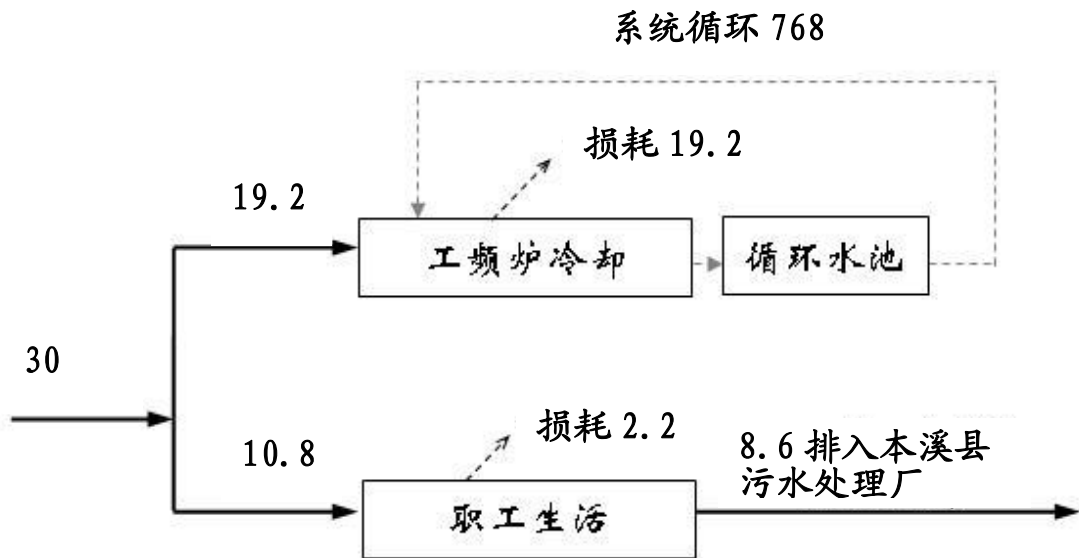 系统循环 768
损耗 19.2
19.2
工频炉冷却
循环水池
30
损耗 2.2
10.8
8.6 排入本溪县
污水处理厂
职工生活